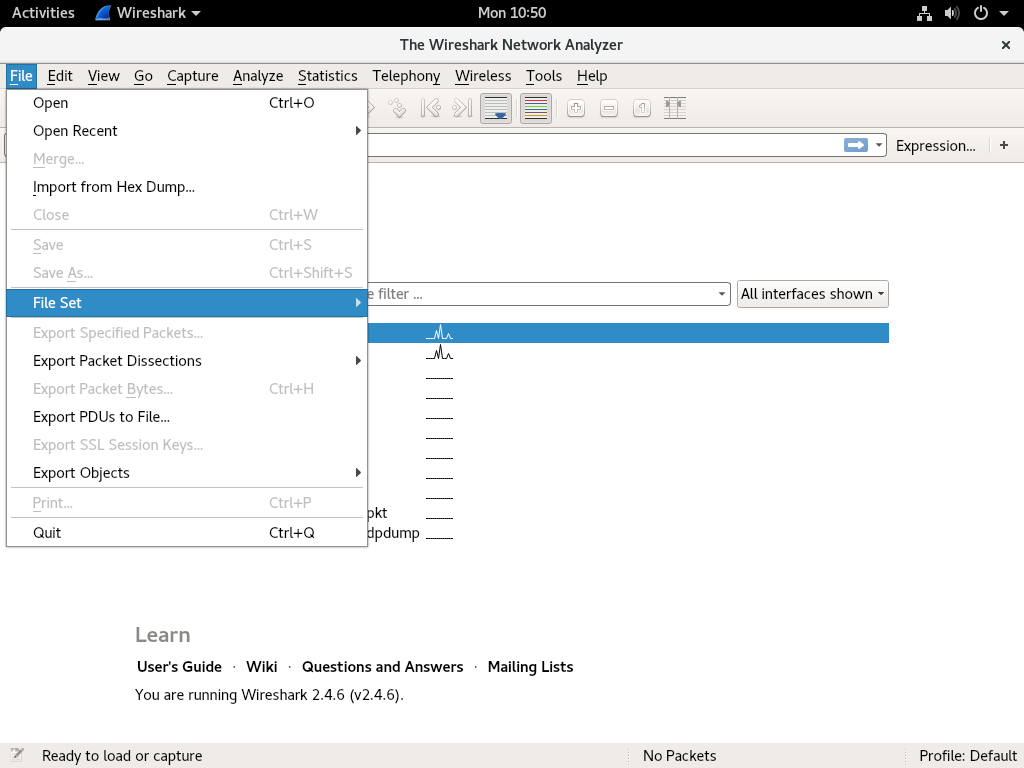 Activities Wireshark Mon 10:50
The Wireshark Network Analyzer
File Edit View Go Capture Analyze Statistics Telephony Wireless Tools Help
Open Ctrl+O
Open Recent
Expression... +
Merge...
Import from Hex Dump...
Close Ctrl+W
Save Ctrl+S
Save As... Ctrl+Shift+S
e filter ... All interfaces shown
File Set
Export Specified Packets...
Export Packet Dissections
Export Packet Bytes... Ctrl+H
Export PDUs to File...
Export SSL Session Keys...
Export Objects
Print... Ctrl+P
pkt
Quit Ctrl+Q
dpdump
Learn
User's Guide · Wiki · Questions and Answers · Mailing Lists
You are running Wireshark 2.4.6 (v2.4.6).
Ready to load or capture No Packets Profile: Default